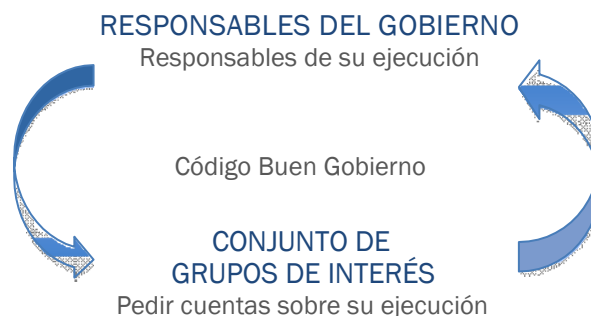 RESPONSABLES DEL GOBIERNO
Responsables de su ejecución
Código Buen Gobierno
CONJUNTO DE
GRUPOS DE INTERÉS
Pedir cuentas sobre su ejecución